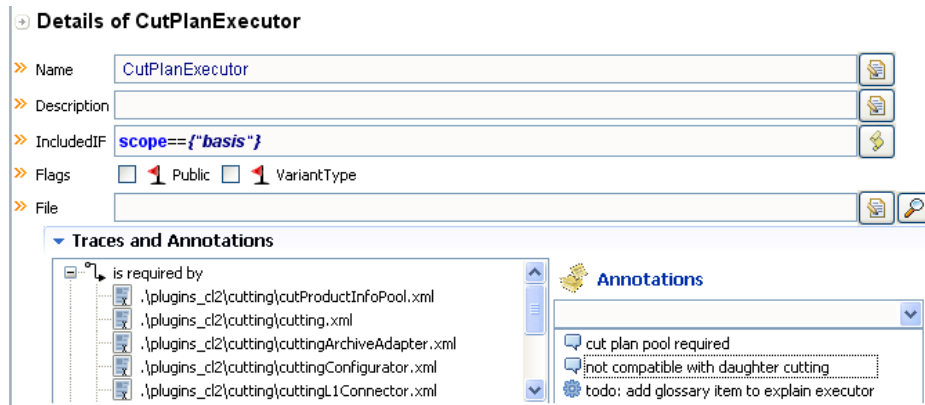 Details of CutPlanExecutor
Name CutPlanExecutor
Description
IncludedIF scope=={"basis"}
Flags Public VariantType
File
Traces and Annotations
is required by
.\plugins_cl2\cutting\cutProductInfoPool.xml
.\plugins_cl2\cutting\cutting.xml
.\plugins_cl2\cutting\cuttingArchiveAdapter.xml
.\plugins_cl2\cutting\cuttingConfigurator.xml
.\plugins_cl2\cutting\cuttingL1Connector.xml
Annotations
cut plan pool required
not compatible with daughter cutting
todo: add glossary item to explain executor